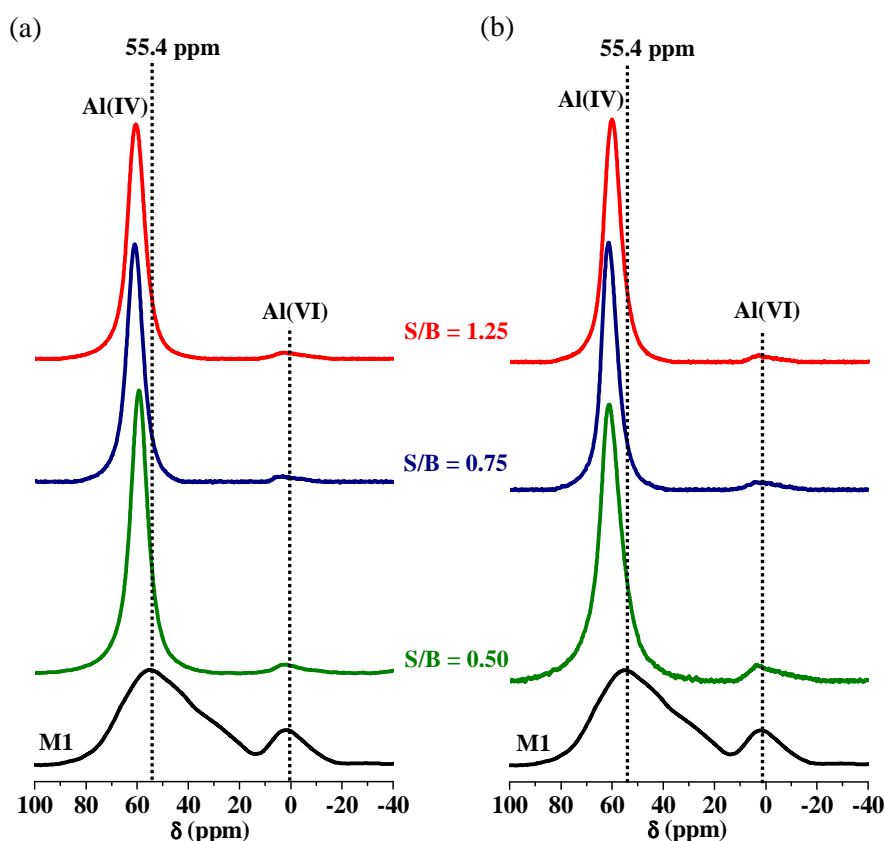 (a)
55.4 ppm
Al(IV)
Al(VI)
M1
100 80 60 40 20 0 -20 -40
δ (ppm)
S/B = 1.25
S/B = 0.75
S/B = 0.50
(b)
55.4 ppm
Al(IV)
Al(VI)
M1
100 80 60 40 20 0 -20 -40
δ (ppm)